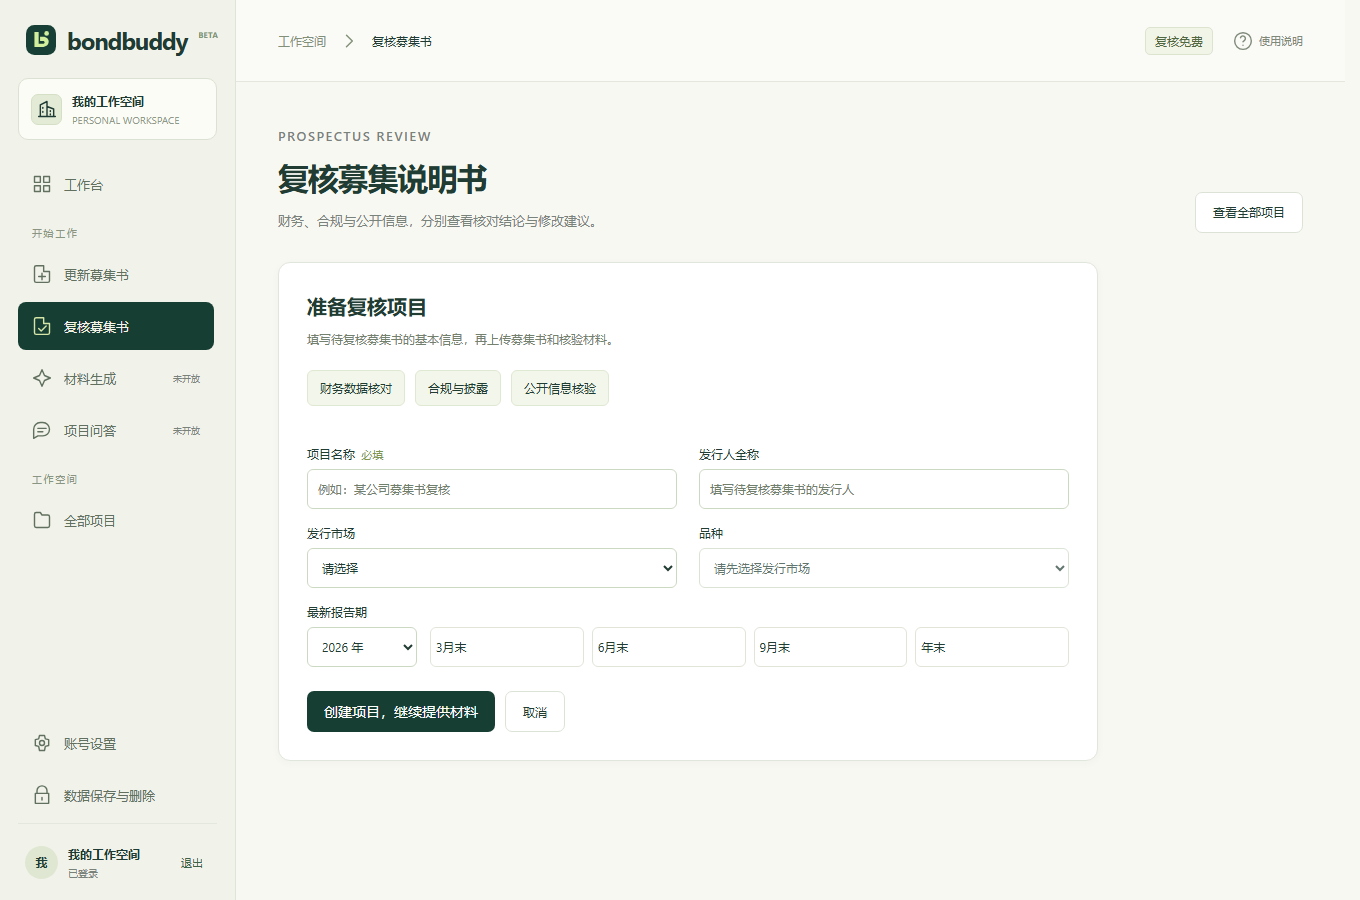 bondbuddy BETA
我的工作空间
PERSONAL WORKSPACE
工作台
开始工作
更新募集书
复核募集书
材料生成 未开放
项目问答 未开放
工作空间
全部项目
账号设置
数据保存与删除
我 我的工作空间
已登录
退出
工作空间 复核募集书
复核免费 使用说明
PROSPECTUS REVIEW
复核募集说明书
财务、合规与公开信息，分别查看核对结论与修改建议。
查看全部项目
准备复核项目
填写待复核募集书的基本信息，再上传募集书和核验材料。
财务数据核对 合规与披露 公开信息核验
项目名称 必填
例如：某公司募集书复核
发行人全称
填写待复核募集书的发行人
发行市场
请选择
品种
请先选择发行市场
最新报告期
2026 年 3月末 6月末 9月末 年末
创建项目，继续提供材料 取消